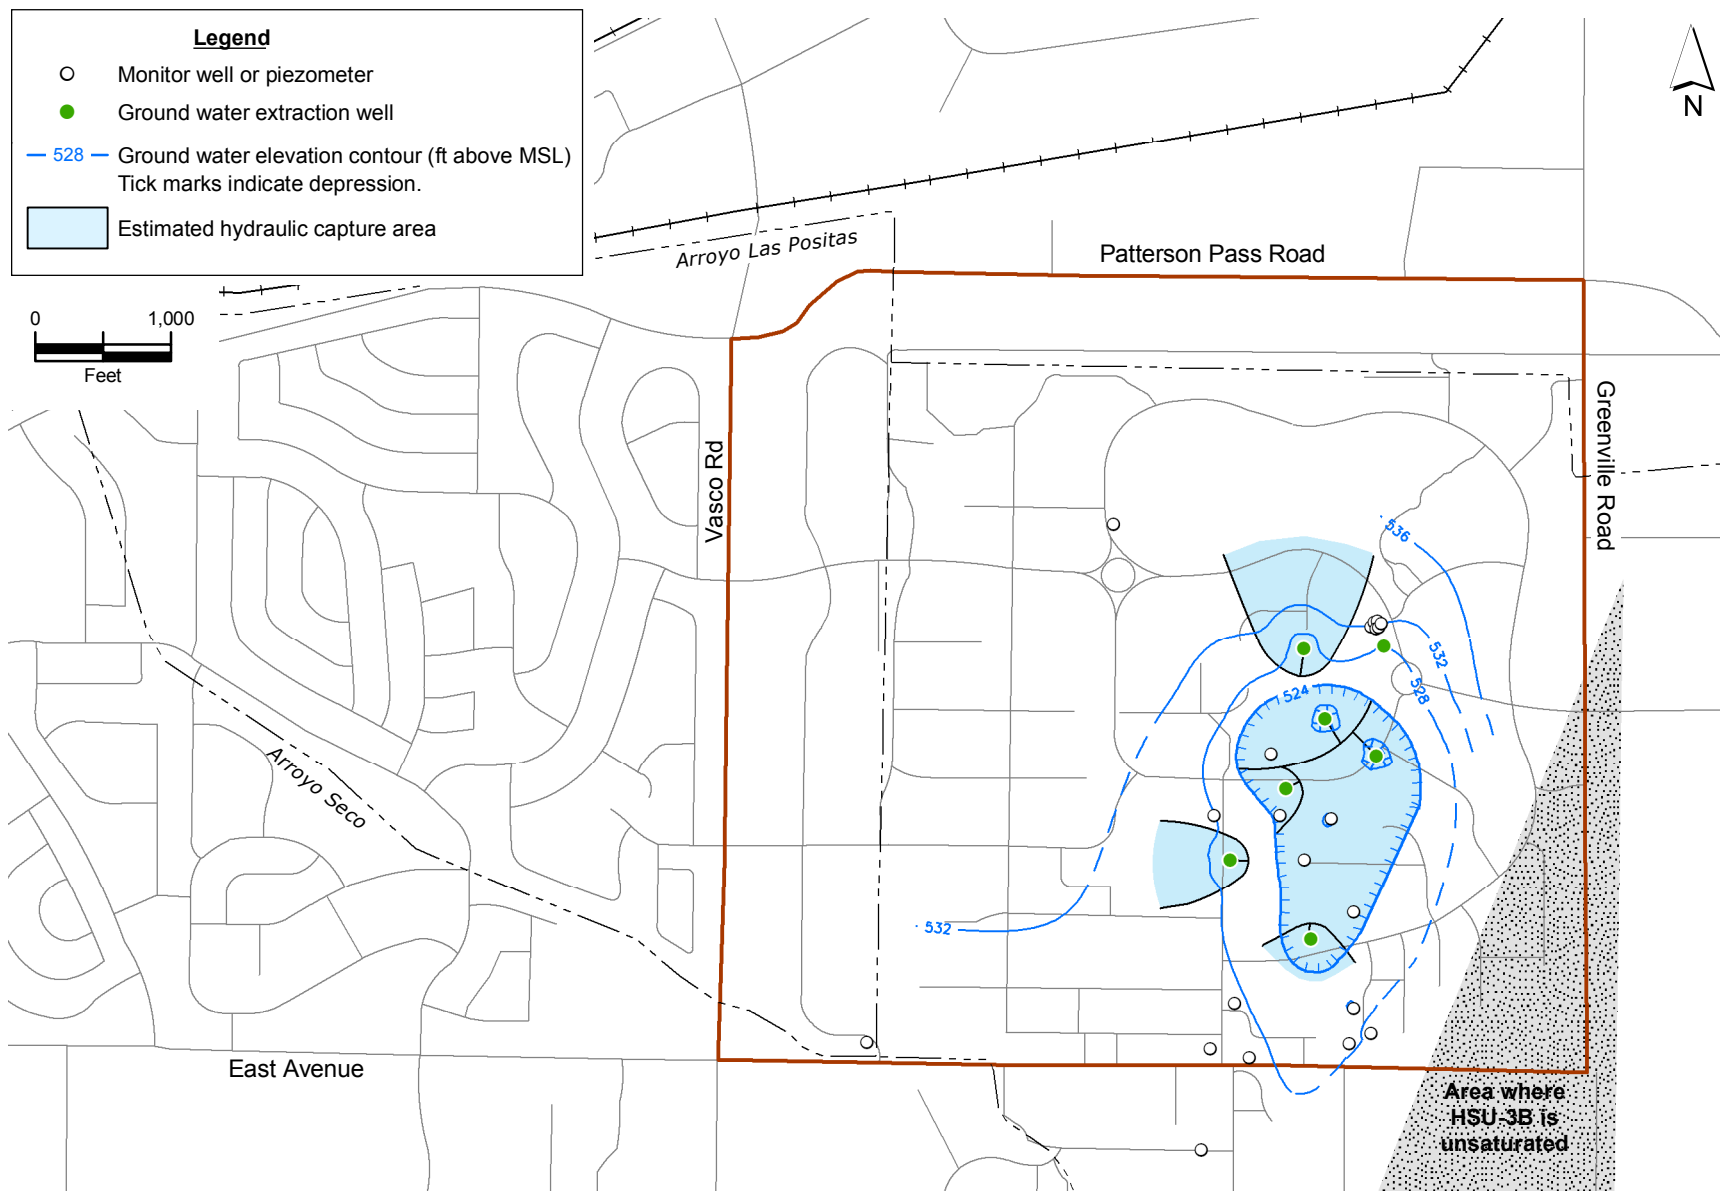 Legend
Monitor well or piezometer
Ground water extraction well
528 Ground water elevation contour (ft above MSL)
Tick marks indicate depression.
Estimated hydraulic capture area
0 1,000
Feet
N
Arroyo Las Positas
Patterson Pass Road
Vasco Rd
Greenville Road
536
532
528
524
Arroyo Seco
532
East Avenue
Area where
HSU-3B is
unsaturated